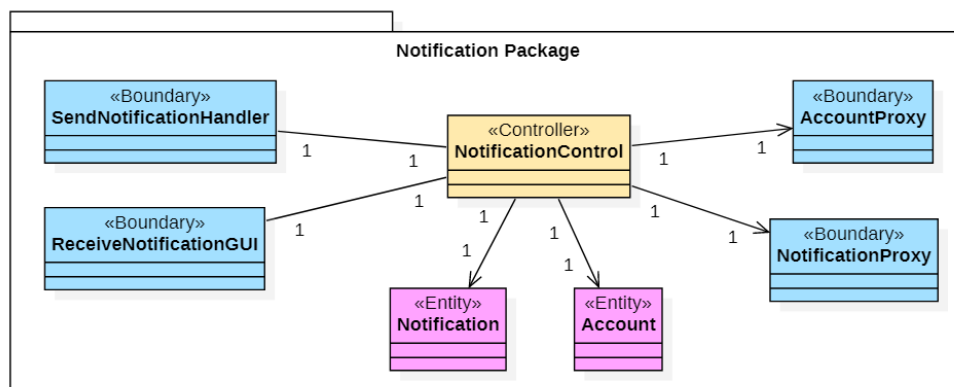 Notification Package
«Boundary»
SendNotificationHandler
«Boundary»
AccountProxy
«Controller»
NotificationControl
1
1
1
1
«Boundary»
ReceiveNotificationGUI
1
1
1
1
1
1
«Boundary»
NotificationProxy
1
1
«Entity»
Notification
«Entity»
Account